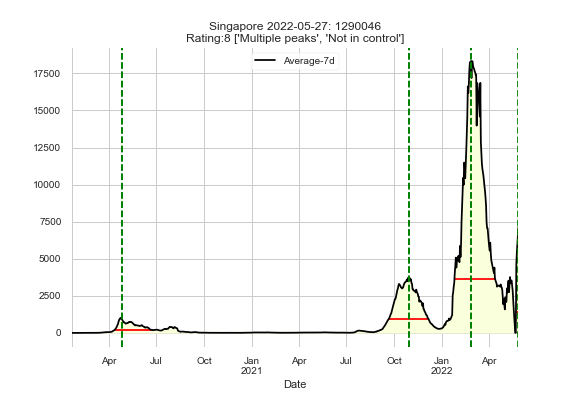 Singapore 2022-05-27: 1290046
Rating:8 ['Multiple peaks', 'Not in control']
Average-7d
17500
15000
12500
10000
7500
5000
2500
0
Apr Jul Oct Jan Apr Jul Oct Jan Apr
2021 2022
Date